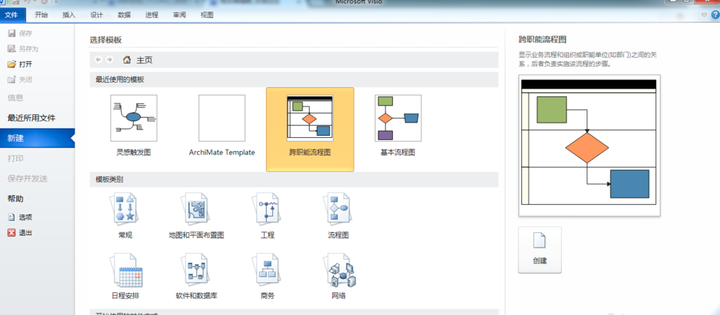 Microsoft Visio
文件 开始 插入 设计 数据 进程 审阅 视图
保存
另存为
打开
关闭
信息
最近所用文件
新建
打印
保存并发送
帮助
选项
退出
选择模板
主页
最近使用的模板
灵感触发图 ArchiMate Template 跨职能流程图 基本流程图
模板类别
常规 地图和平面布置图 工程 流程图
日程安排 软件和数据库 商务 网络
跨职能流程图
显示业务流程和组织或职能单位(如部门)之间的关
系，后者负责实施该流程的步骤。
创建